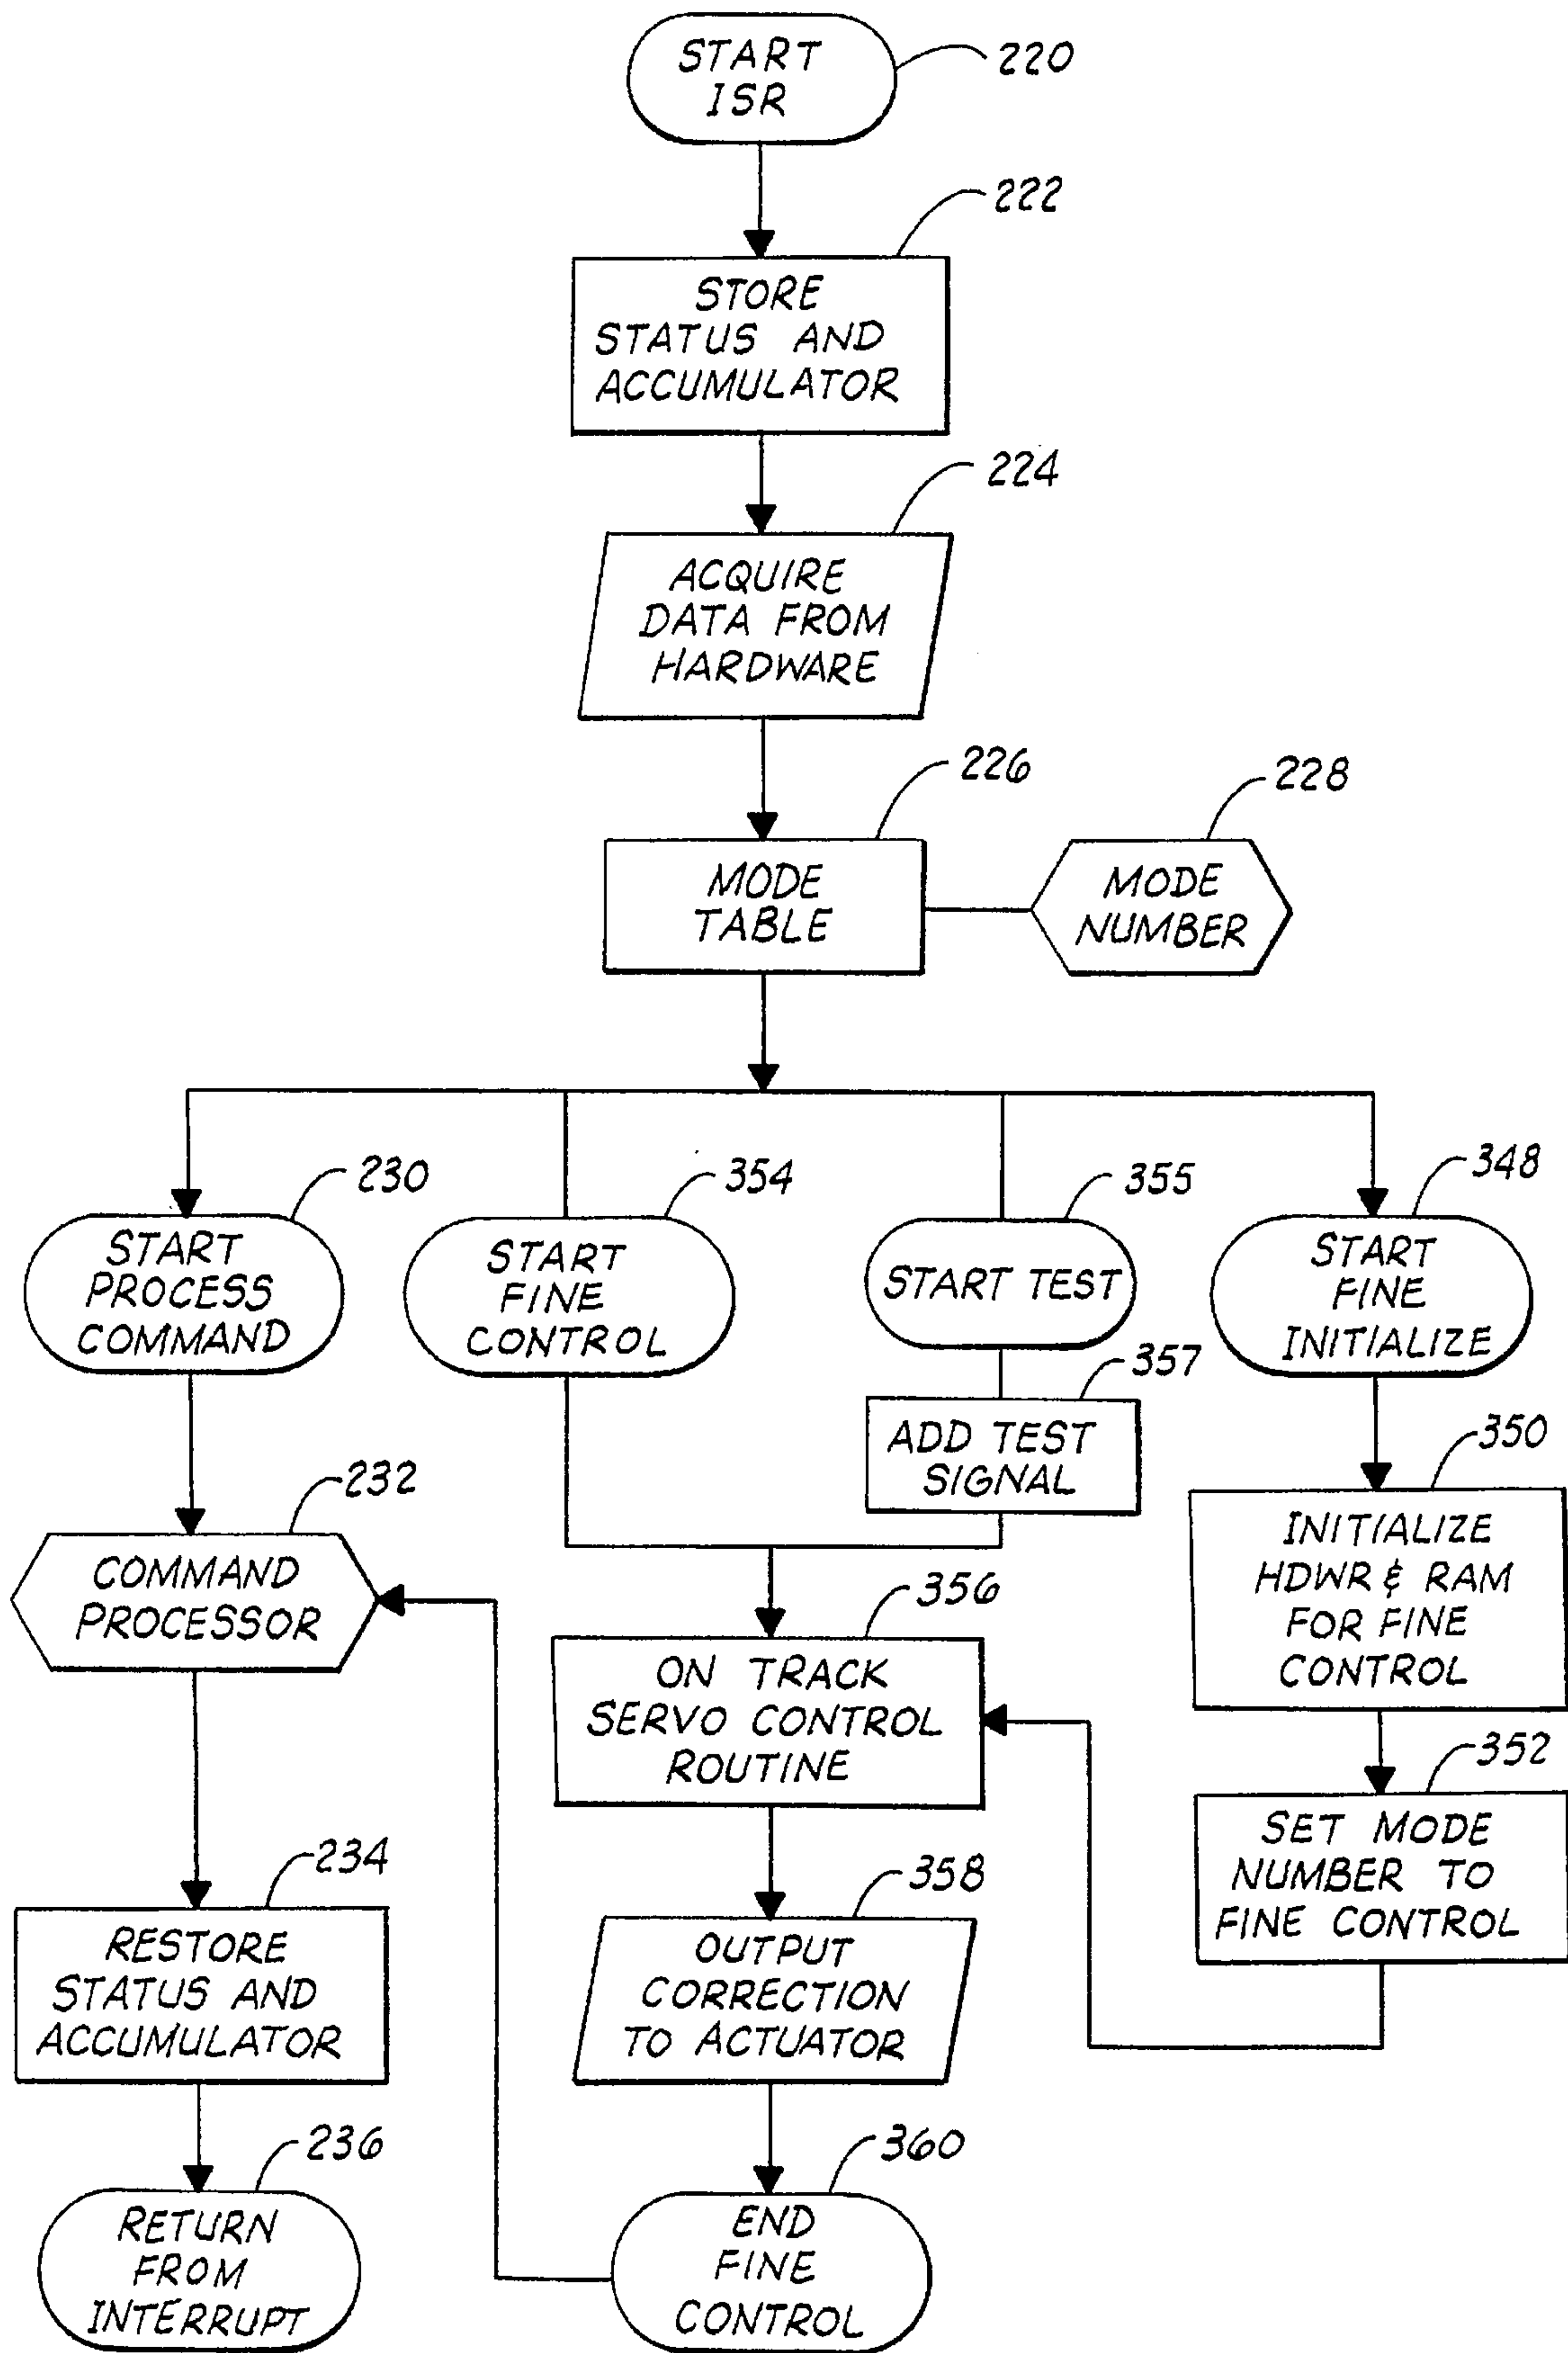 START
ISR
220
222
STORE
STATUS AND
ACCUMULATOR
224
ACQUIRE
DATA FROM
HARDWARE
226
228
MODE
TABLE
MODE
NUMBER
230
354
355
348
START
PROCESS
COMMAND
START
FINE
CONTROL
START TEST
START
FINE
INITIALIZE
357
ADD TEST
SIGNAL
350
INITIALIZE
HDWR & RAM
FOR FINE
CONTROL
232
COMMAND
PROCESSOR
356
ON TRACK
SERVO CONTROL
ROUTINE
352
SET MODE
NUMBER TO
FINE CONTROL
234
RESTORE
STATUS AND
ACCUMULATOR
358
OUTPUT
CORRECTION
TO ACTUATOR
236
RETURN
FROM
INTERRUPT
360
END
FINE
CONTROL